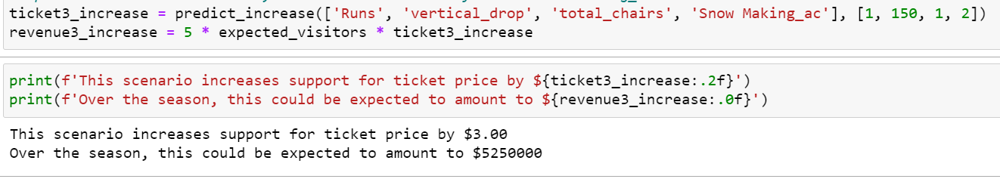 ticket3_increase = predict_increase(['Runs', 'vertical_drop', 'total_chairs', 'Snow Making_ac'], [1, 150, 1, 2])
revenue3_increase = 5 * expected_visitors * ticket3_increase
print(f'This scenario increases support for ticket price by ${ticket3_increase:.2f}')
print(f'Over the season, this could be expected to amount to ${revenue3_increase:.0f}')
This scenario increases support for ticket price by $3.00
Over the season, this could be expected to amount to $5250000